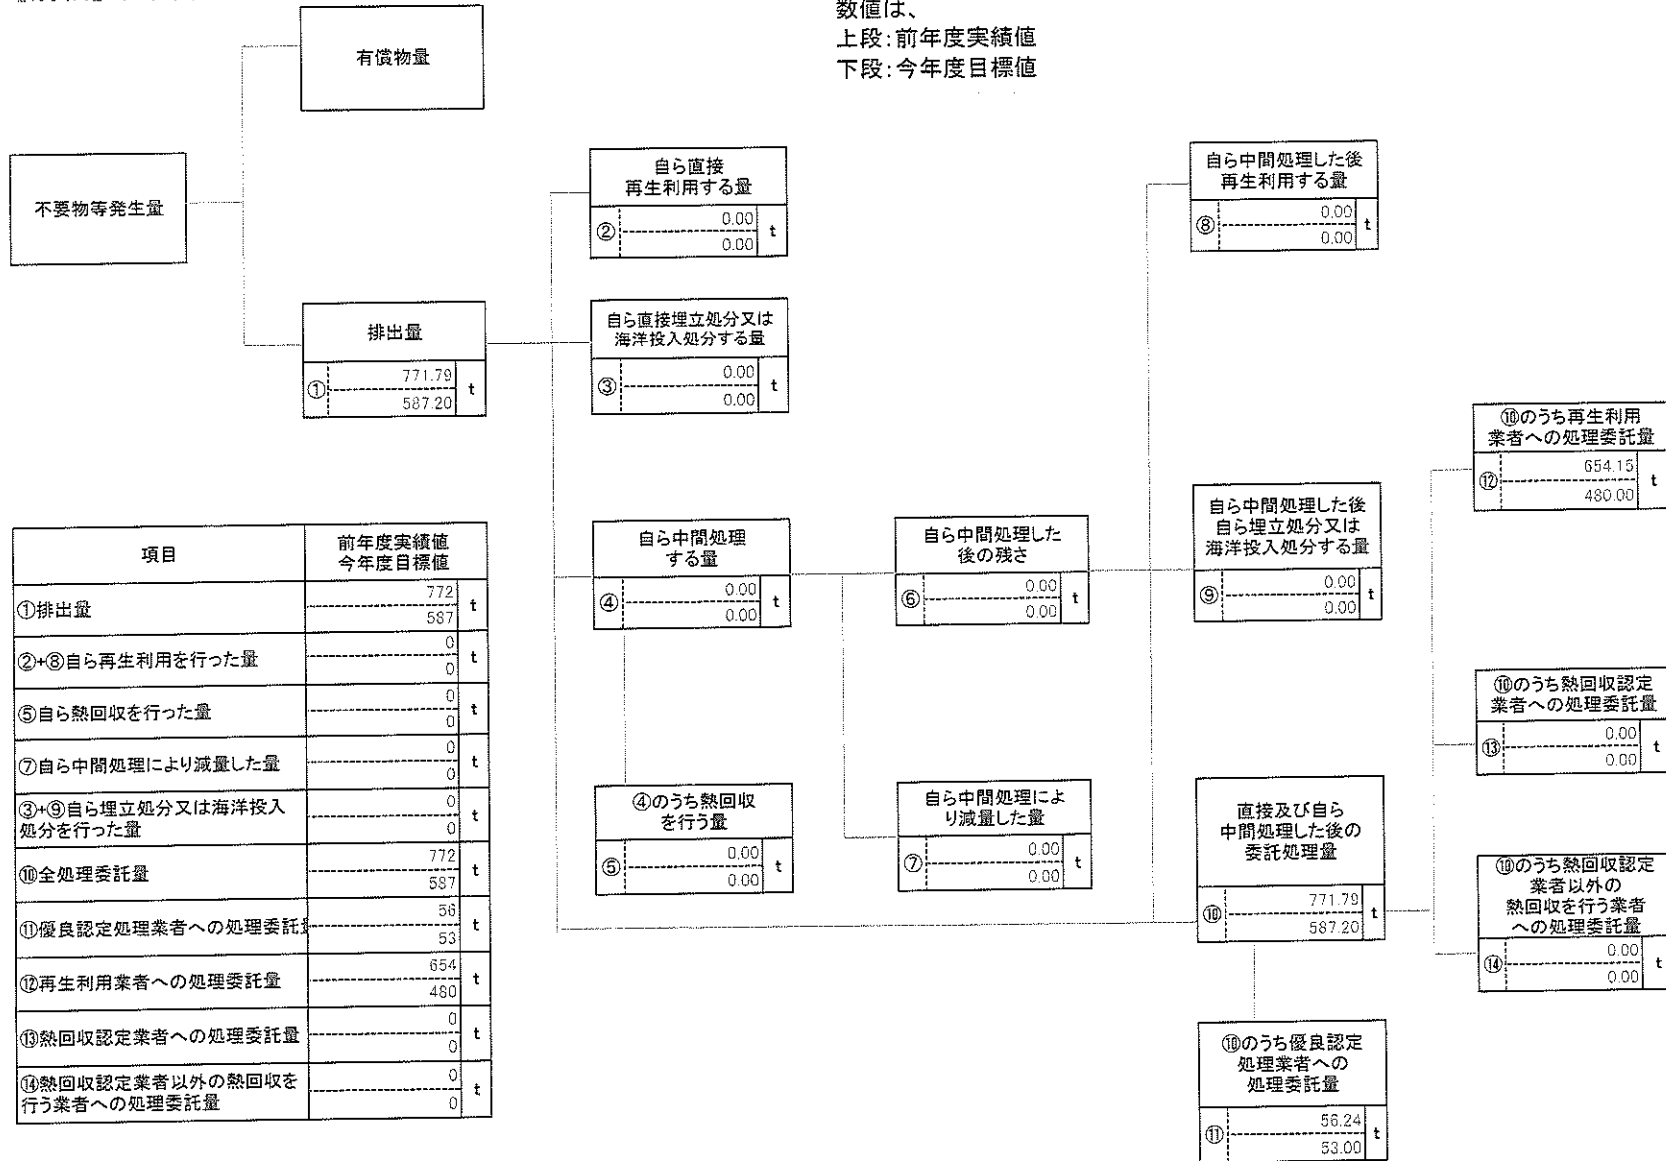 数値は、
上段:前年度実績値
下段:今年度目標値
有償物量
不要物等発生量
排出量
①
771.79
587.20
t
自ら直接
再生利用する量
②
0.00
0.00
t
自ら直接埋立処分又は
海洋投入処分する量
③
0.00
0.00
t
自ら中間処理
する量
④
0.00
0.00
t
④のうち熱回収
を行う量
⑤
0.00
0.00
t
自ら中間処理した
後の残さ
⑥
0.00
0.00
t
自ら中間処理によ
り減量した量
⑦
0.00
0.00
t
自ら中間処理した後
再生利用する量
⑧
0.00
0.00
t
自ら中間処理した後
自ら埋立処分又は
海洋投入処分する量
⑨
0.00
0.00
t
直接及び自ら
中間処理した後の
委託処理量
⑩
771.79
587.20
t
⑩のうち優良認定
処理業者への
処理委託量
⑪
56.24
53.00
t
⑩のうち再生利用
業者への処理委託量
⑫
654.15
480.00
t
⑩のうち熱回収認定
業者への処理委託量
⑬
0.00
0.00
t
⑩のうち熱回収認定
業者以外の
熱回収を行う業者
への処理委託量
⑭
0.00
0.00
t
項目
前年度実績値
今年度目標値
①排出量
772
587
t
②+⑧自ら再生利用を行った量
0
0
t
⑤自ら熱回収を行った量
0
0
t
⑦自ら中間処理により減量した量
0
0
t
③+⑨自ら埋立処分又は海洋投入
処分を行った量
0
0
t
⑩全処理委託量
772
587
t
⑪優良認定処理業者への処理委託
56
53
t
⑫再生利用業者への処理委託量
654
480
t
⑬熱回収認定業者への処理委託量
0
0
t
⑭熱回収認定業者以外の熱回収を
行う業者への処理委託量
0
0
t